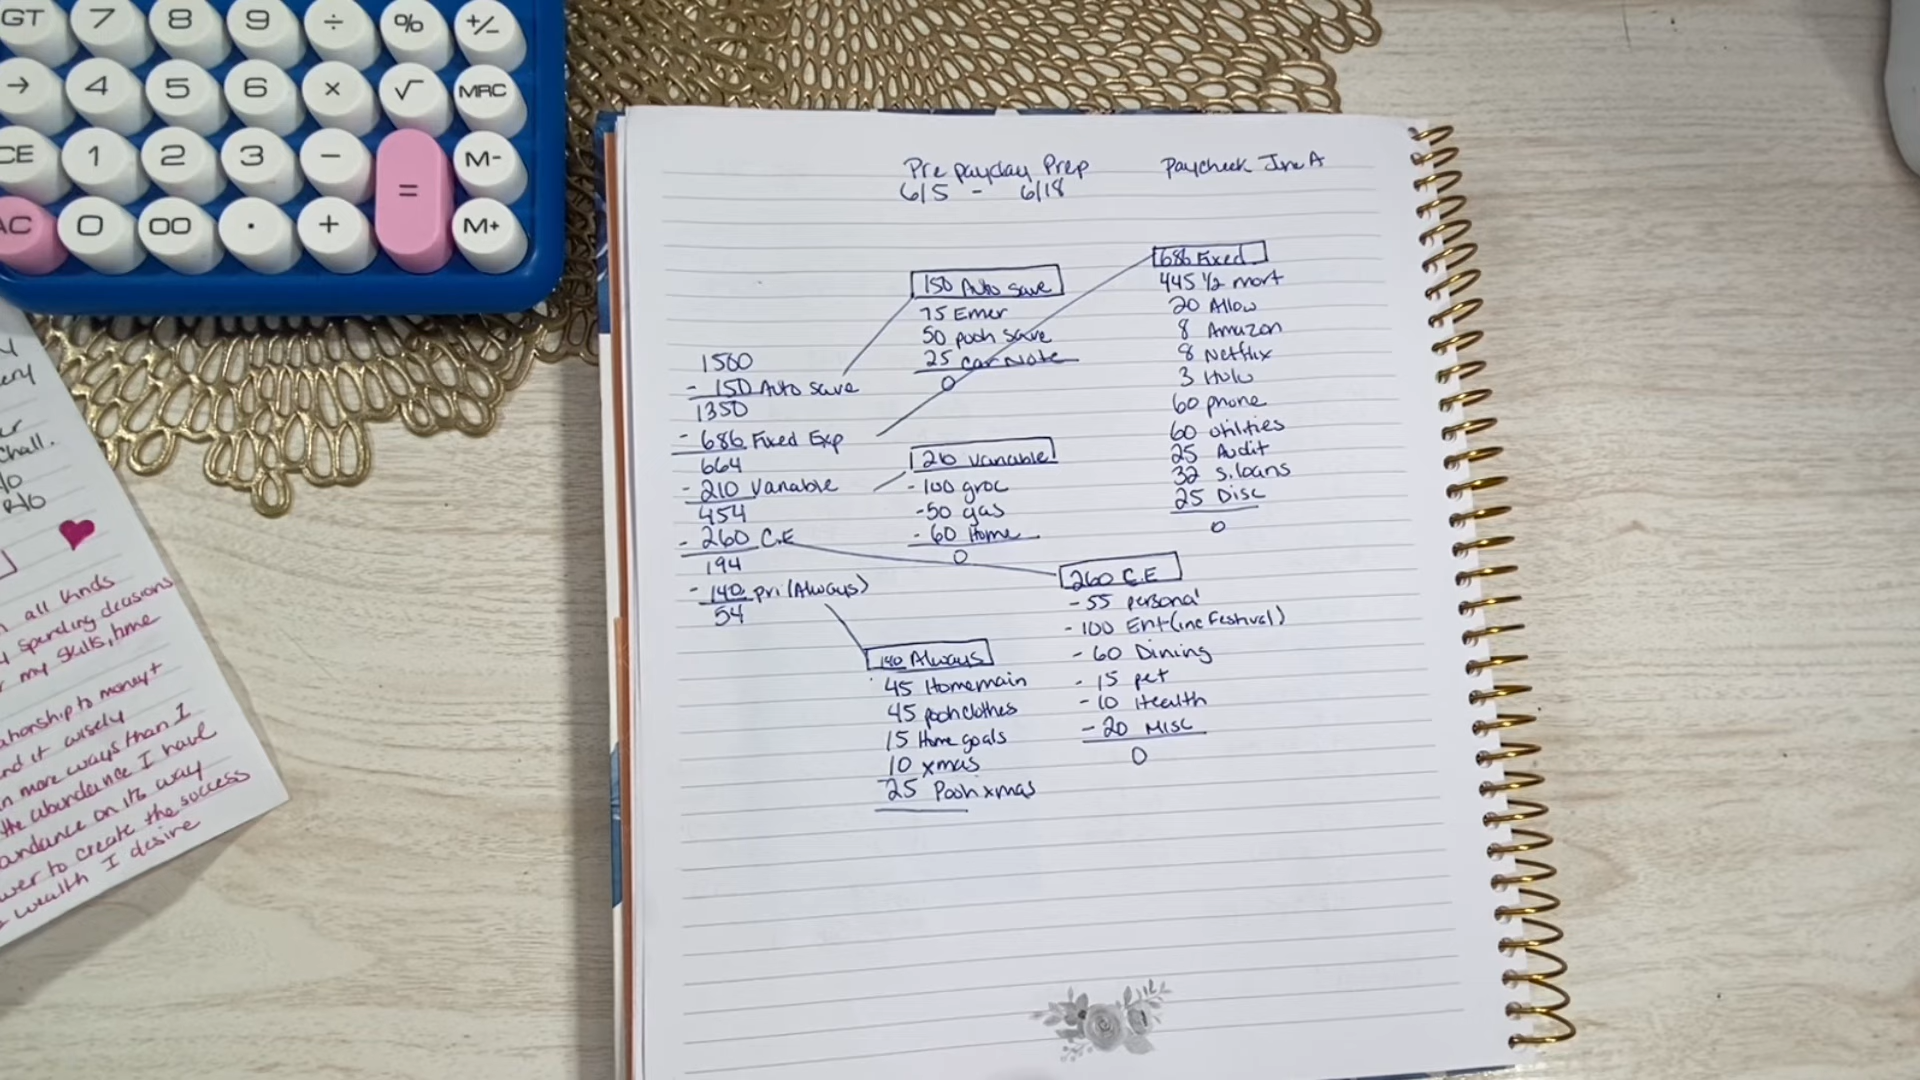 GT 7 8 9 ÷ % +/-
→ 4 5 6 × √ MRC
CE 1 2 3 − = M-
AC 0 00 . + M+
Pre payday Prep
6/5 - 6/18
Paycheck June A
1500
- 150 Auto save
1350
- 686 Fixed Exp
664
- 210 Variable
454
- 260 C.E
194
- 140 pri (Always)
54
150 Auto save
75 Emer
50 pooh save
25 car note
0
210 Variable
- 100 groc
- 50 gas
- 60 Home
0
140 Always
45 Homemain
45 pooh clothes
15 Home goals
10 xmas
25 Pooh xmas
686 Fixed
445 1/2 mort
20 Allow
8 Amazon
8 Netflix
3 Hulu
60 phone
60 utilities
25 Audit
32 s.loans
25 Disc
0
260 C.E
- 55 personal
- 100 Ent (inc Festival)
- 60 Dining
- 15 pet
- 10 Health
- 20 Misc
0
chall.
all kinds
spending decisions
my skills, time
to money +
it wisely
in more ways than I
the abundance I have
on its way
to create the success
wealth I desire